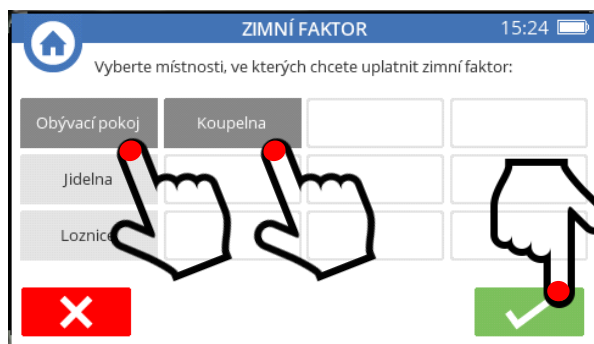 ZIMNÍ FAKTOR 15:24
Vyberte místnosti, ve kterých chcete uplatnit zimní faktor:
Obývací pokoj Koupelna
Jidelna
Loznice